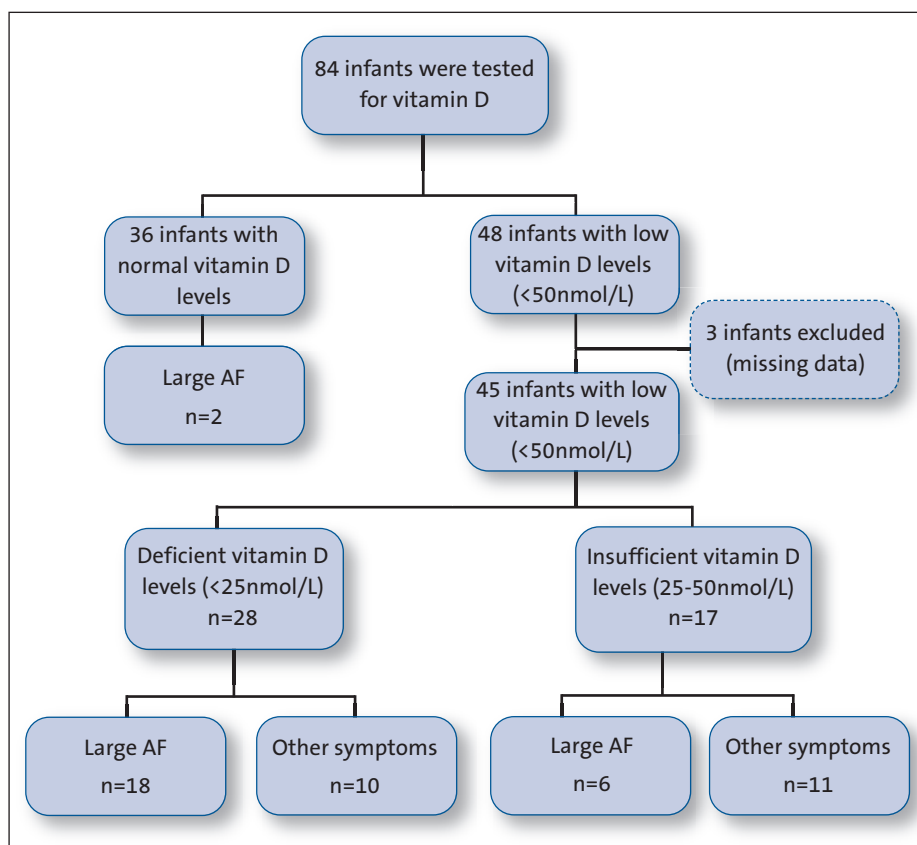 84 infants were tested
for vitamin D
36 infants with
normal vitamin D
levels
48 infants with low
vitamin D levels
(<50nmol/L)
3 infants excluded
(missing data)
Large AF
n=2
45 infants with low
vitamin D levels
(<50nmol/L)
Deficient vitamin D
levels (<25nmol/L)
n=28
Insufficient vitamin D
levels (25-50nmol/L)
n=17
Large AF
n=18
Other symptoms
n=10
Large AF
n=6
Other symptoms
n=11